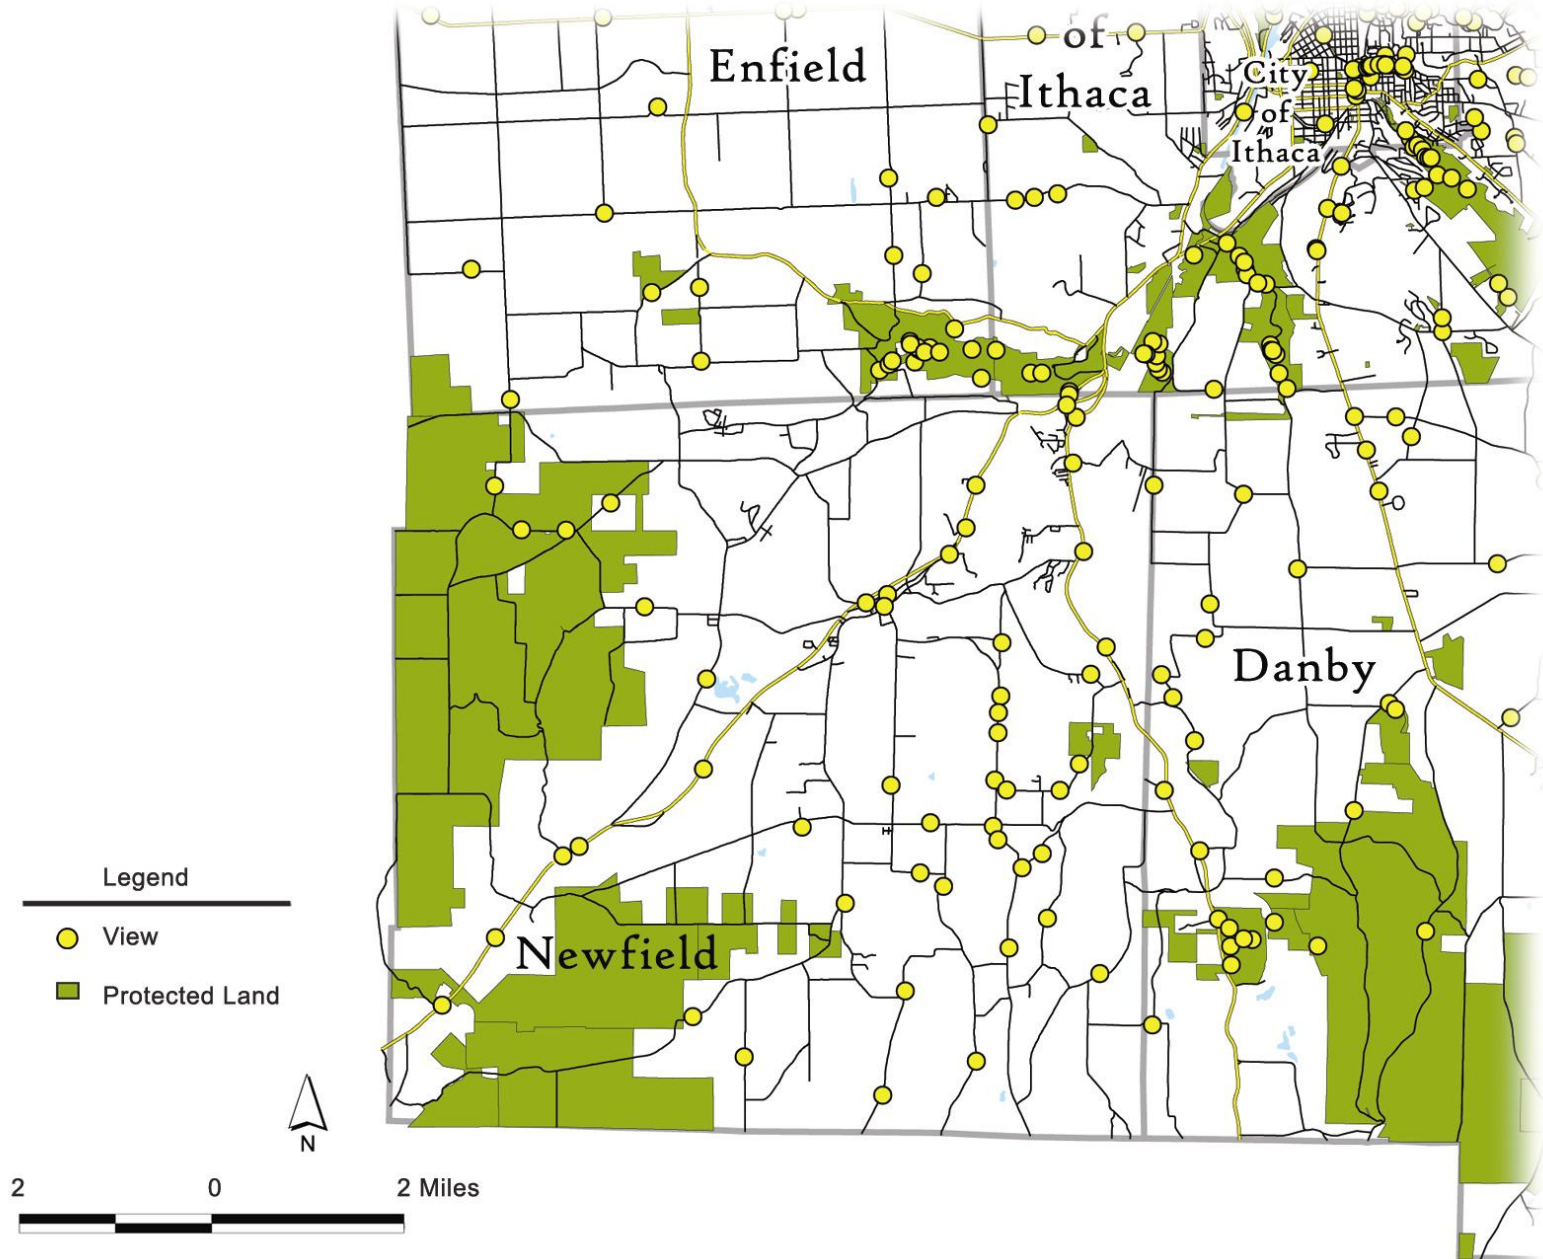 of
Enfield
Ithaca
City
of
Ithaca
Danby
Legend
View
Newfield
Protected Land
N
2 0 2 Miles